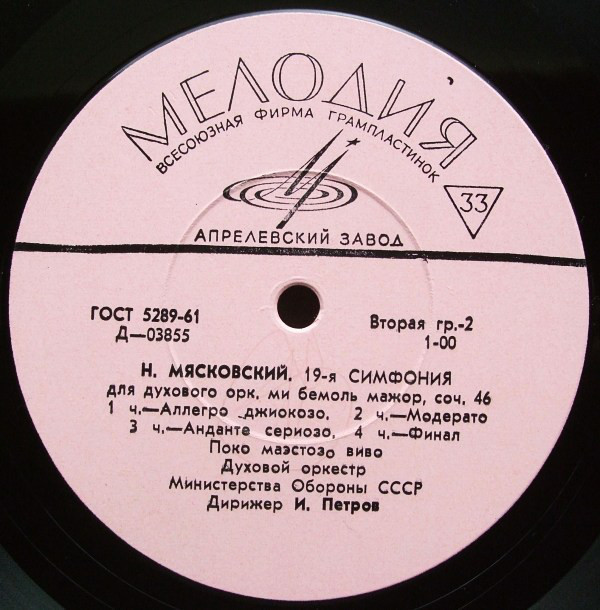 МЕЛОДИЯ
ВСЕСОЮЗНАЯ ФИРМА ГРАМПЛАСТИНОК
33
АПРЕЛЕВСКИЙ ЗАВОД
ГОСТ 5289-61
Вторая гр.-2
Д—03855
1-00
Н. МЯСКОВСКИЙ, 19-я СИМФОНИЯ
для духового орк. ми бемоль мажор, соч. 46
1 ч.—Аллегро джиокозо, 2 ч.—Модерато
3 ч.—Анданте сериозо, 4 ч.—Финал
Поко маэстозо виво
Духовой оркестр
Министерства Обороны СССР
Дирижер И. Петров